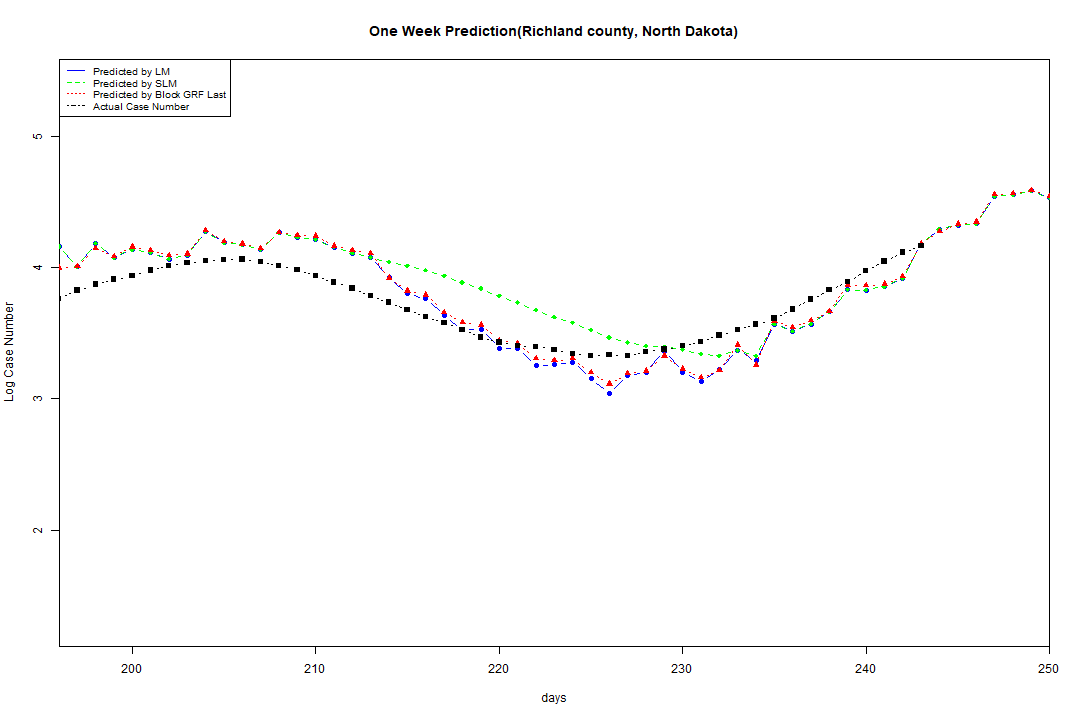 One Week Prediction(Richland county, North Dakota)
Predicted by LM
Predicted by SLM
Predicted by Block GRF Last
Actual Case Number
5
4
3
2
Log Case Number
200 210 220 230 240 250
days